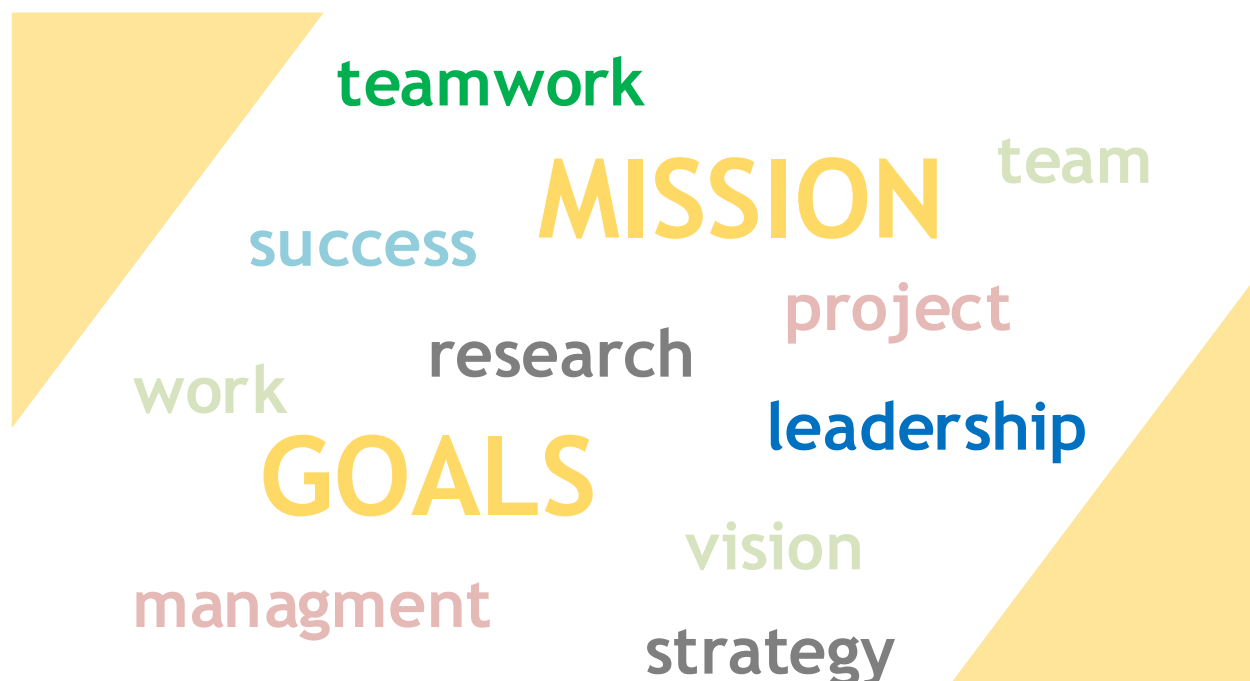 teamwork
MISSION
team
success
project
research
work
leadership
GOALS
vision
managment
strategy